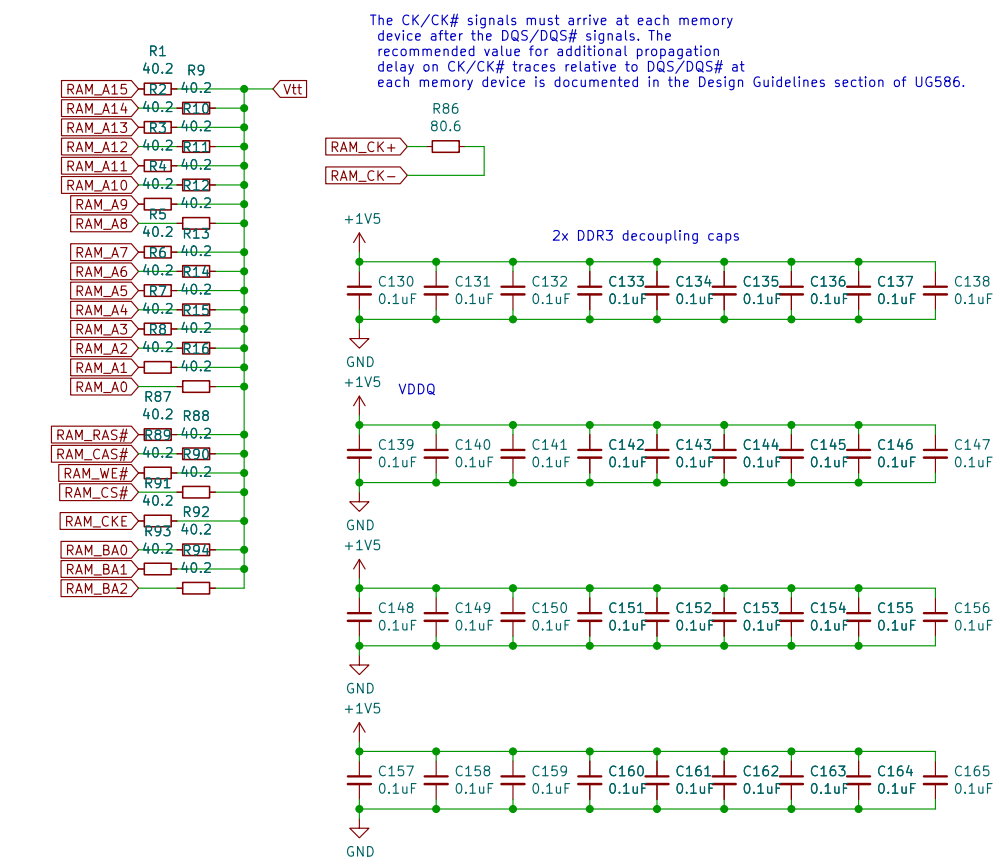 The CK/CK# signals must arrive at each memory
device after the DQS/DQS# signals. The
recommended value for additional propagation
delay on CK/CK# traces relative to DQS/DQS# at
each memory device is documented in the Design Guidelines section of UG586.
R1
40.2
R9
40.2
RAM_A15
R2
Vtt
RAM_A14
40.2
R10
40.2
RAM_A13
R3
RAM_A12
40.2
R11
40.2
RAM_A11
R4
RAM_A10
40.2
R12
40.2
RAM_A9
R5
40.2
RAM_A8
R13
40.2
RAM_A7
R6
RAM_A6
40.2
R14
40.2
RAM_A5
R7
RAM_A4
40.2
R15
40.2
RAM_A3
R8
RAM_A2
40.2
R16
40.2
RAM_A1
RAM_A0
R87
40.2
R88
40.2
RAM_RAS#
R89
RAM_CAS#
40.2
R90
40.2
RAM_WE#
R91
40.2
RAM_CS#
R92
40.2
RAM_CKE
R93
RAM_BA0
40.2
R94
40.2
RAM_BA1
RAM_BA2
R86
80.6
RAM_CK+
RAM_CK-
+1V5
2x DDR3 decoupling caps
C130 C131 C132 C133 C134 C135 C136 C137 C138
0.1uF 0.1uF 0.1uF 0.1uF 0.1uF 0.1uF 0.1uF 0.1uF 0.1uF
GND
+1V5
VDDQ
C139 C140 C141 C142 C143 C144 C145 C146 C147
0.1uF 0.1uF 0.1uF 0.1uF 0.1uF 0.1uF 0.1uF 0.1uF 0.1uF
GND
+1V5
C148 C149 C150 C151 C152 C153 C154 C155 C156
0.1uF 0.1uF 0.1uF 0.1uF 0.1uF 0.1uF 0.1uF 0.1uF 0.1uF
GND
+1V5
C157 C158 C159 C160 C161 C162 C163 C164 C165
0.1uF 0.1uF 0.1uF 0.1uF 0.1uF 0.1uF 0.1uF 0.1uF 0.1uF
GND